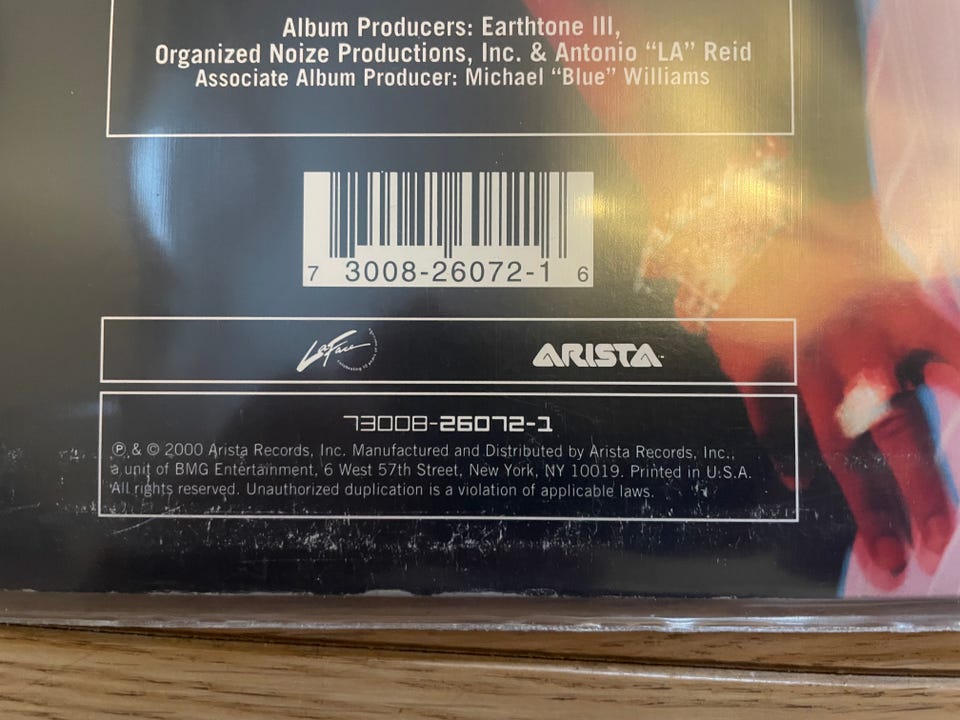 Album Producers: Earthtone III,
Organized Noize Productions, Inc. & Antonio “LA” Reid
Associate Album Producer: Michael “Blue” Williams
7 3008-26072-1 6
LaFace
ARISTA
73008-26072-1
℗ & © 2000 Arista Records, Inc. Manufactured and Distributed by Arista Records, Inc.,
a unit of BMG Entertainment, 6 West 57th Street, New York, NY 10019. Printed in U.S.A.
All rights reserved. Unauthorized duplication is a violation of applicable laws.